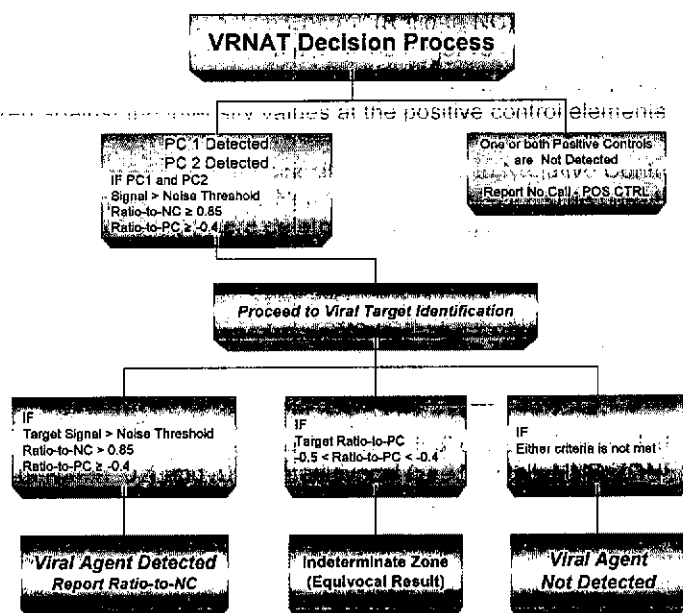 VRNAT Decision Process
values at the positive control elements
PC 1 Detected
PC 2 Detected
IF PC1 and PC2
Signal > Noise Threshold
Ratio-to-NC ≥ 0.85
Ratio-to-PC ≥ -0.4
One or both Positive Controls
are Not Detected
Report No Call - POS CTRL
Proceed to Viral Target Identification
IF
Target Signal > Noise Threshold
Ratio-to-NC > 0.85
Ratio-to-PC ≥ -0.4
IF
Target Ratio-to-PC
-0.5 < Ratio-to-PC < -0.4
IF
Either criteria is not met
Viral Agent Detected
Report Ratio-to-NC
Indeterminate Zone
(Equivocal Result)
Viral Agent
Not Detected